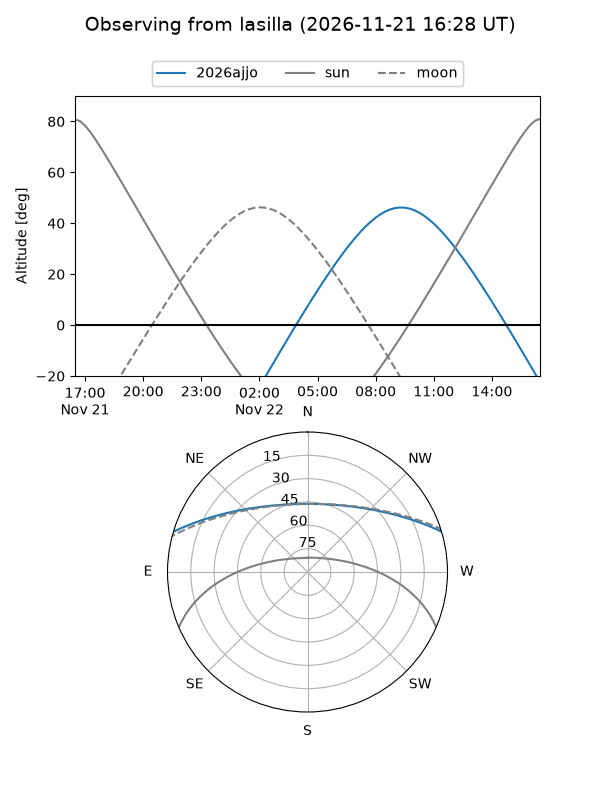 Observing from lasilla (2026-11-21 16:28 UT)
2026ajjo sun moon
80
60
40
20
0
−20
Altitude [deg]
17:00 20:00 23:00 02:00 05:00 08:00 11:00 14:00
Nov 21 Nov 22
N
NE NW
15
30
45
60
75
E W
SE SW
S